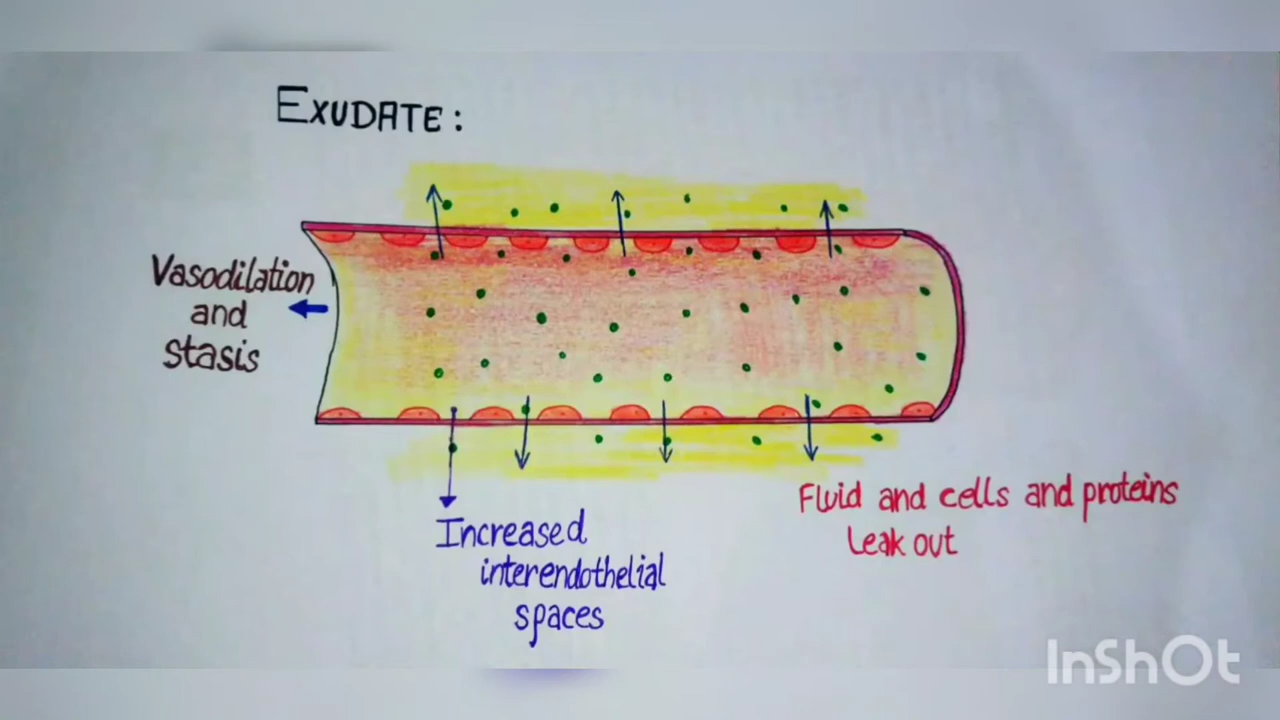 EXUDATE:
Vasodilation
and
stasis
Increased
interendothelial
spaces
Fluid and cells and proteins
Leak out
InShOt